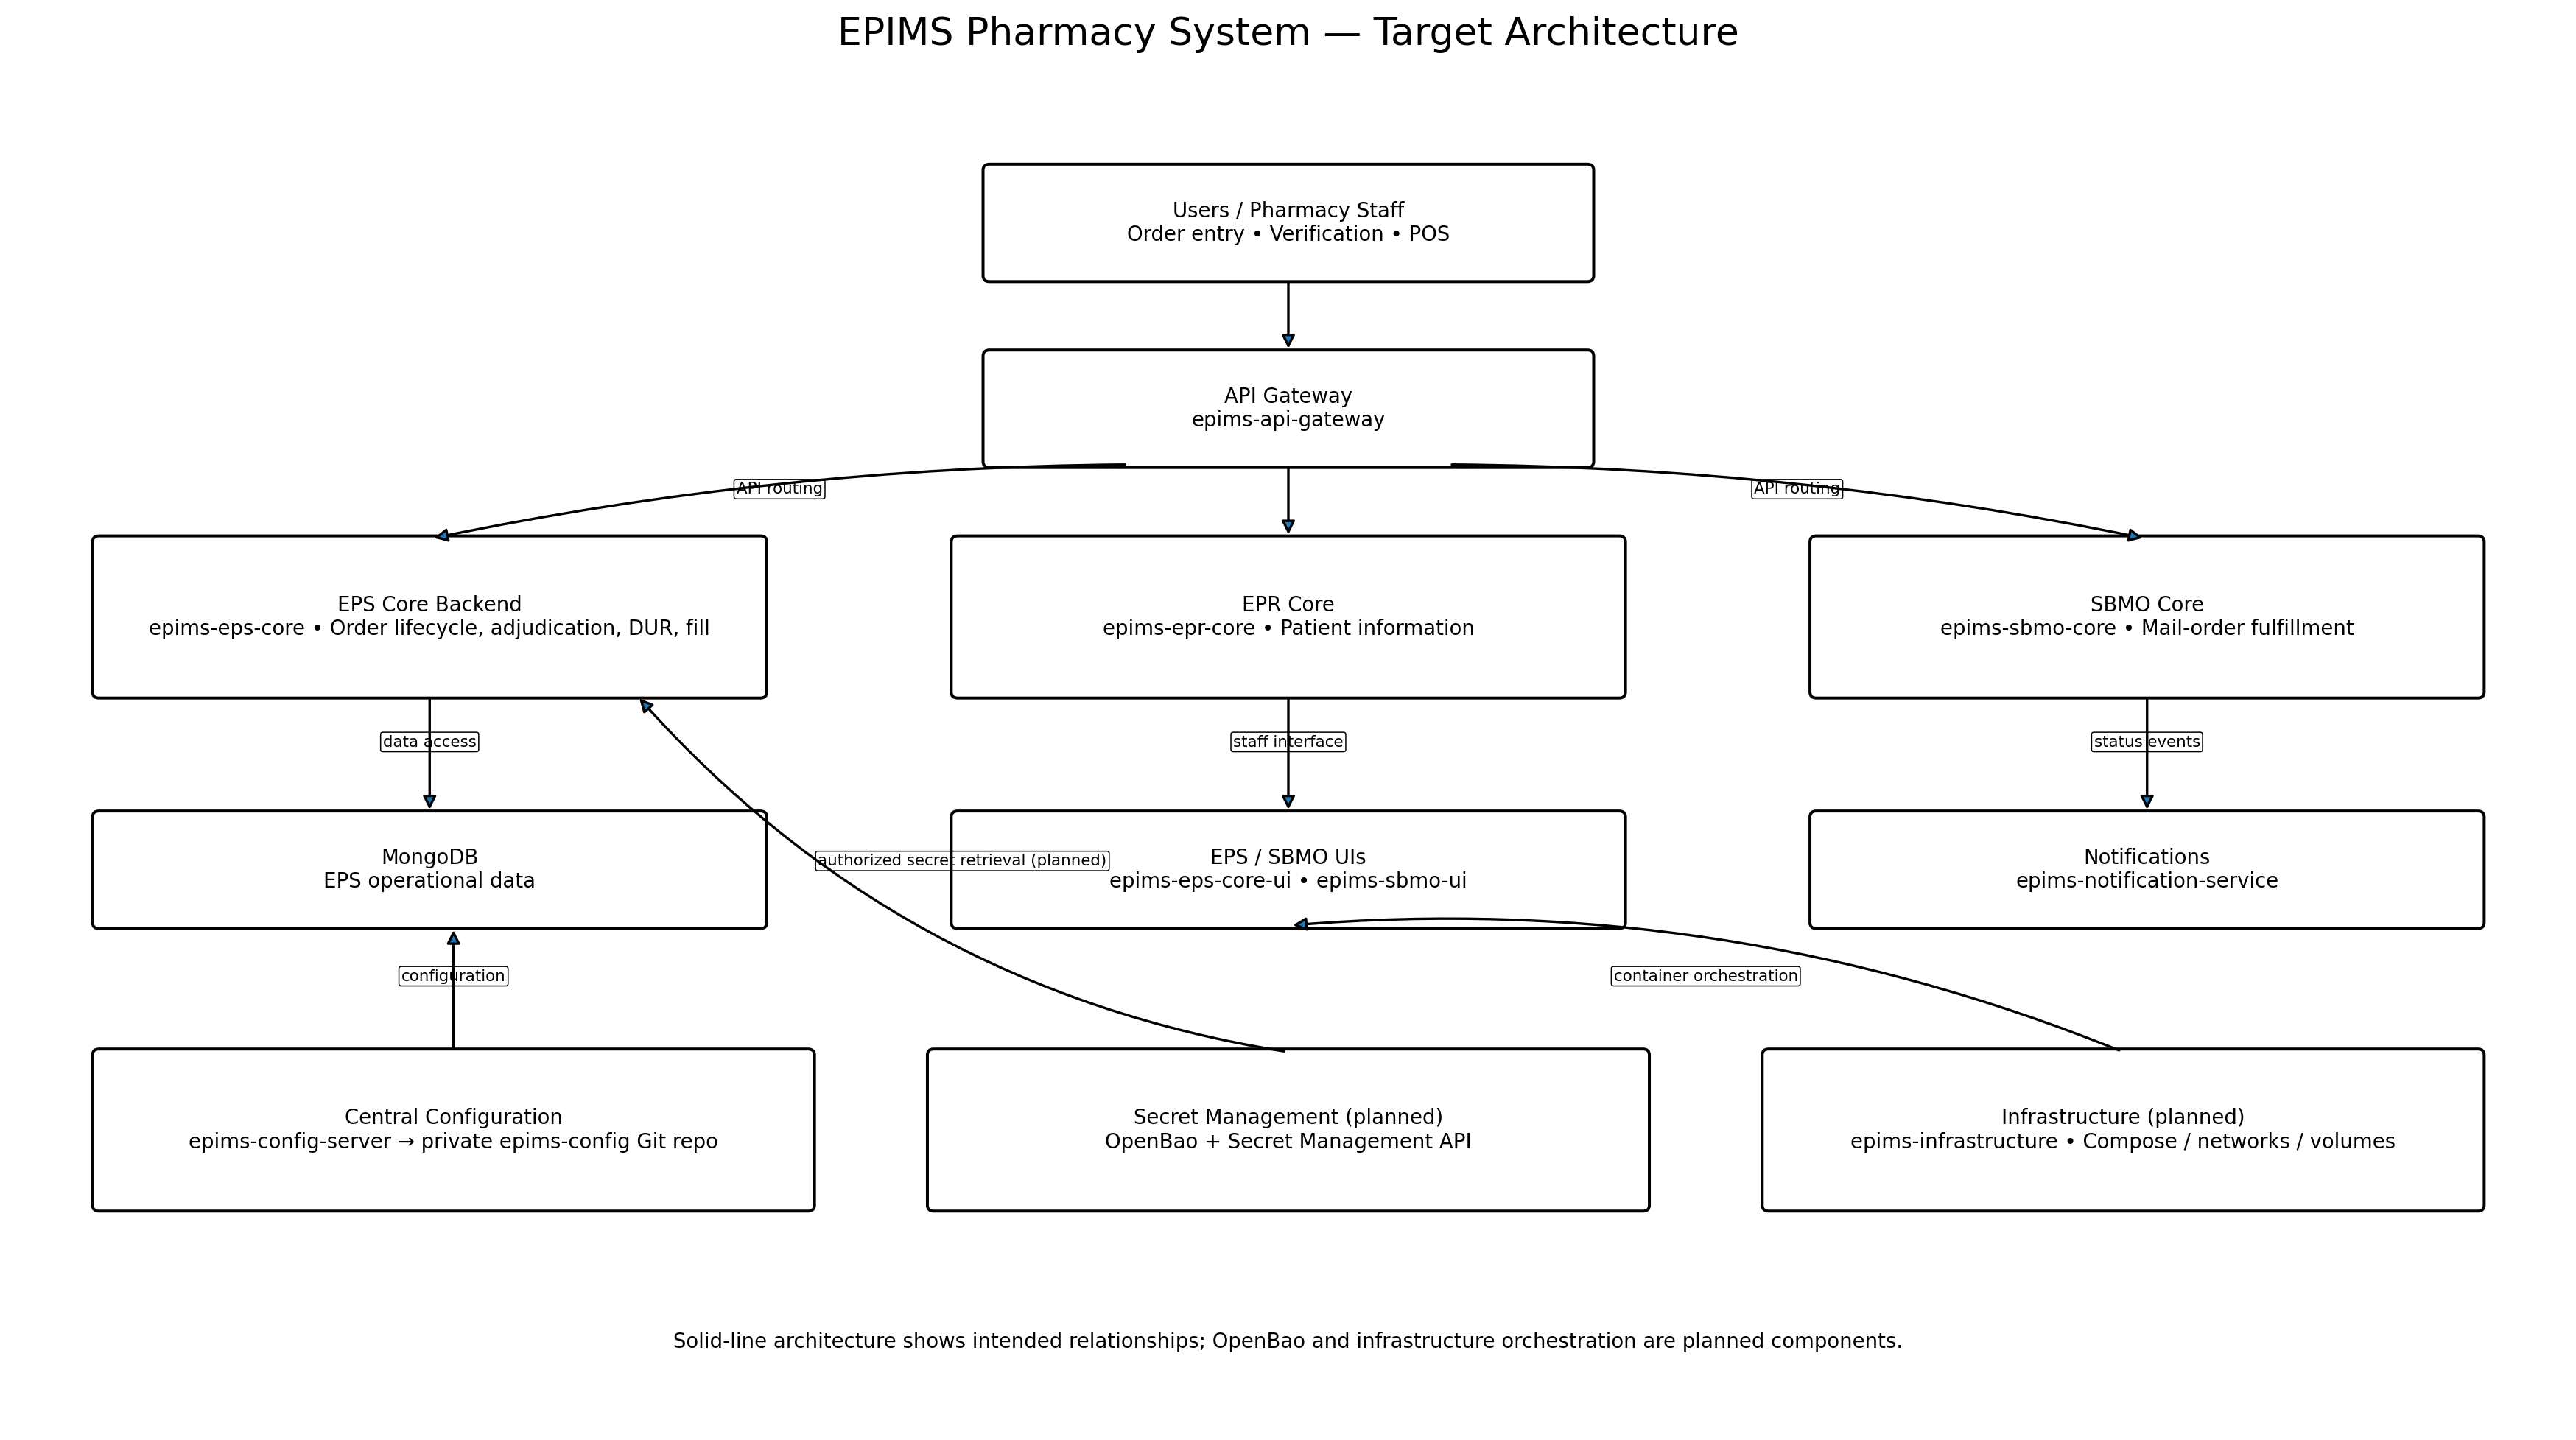 EPIMS Pharmacy System — Target Architecture
Users / Pharmacy Staff
Order entry • Verification • POS
API Gateway
epims-api-gateway
API routing
API routing
EPS Core Backend
epims-eps-core • Order lifecycle, adjudication, DUR, fill
EPR Core
epims-epr-core • Patient information
SBMO Core
epims-sbmo-core • Mail-order fulfillment
data access
staff interface
status events
MongoDB
EPS operational data
authorized secret retrieval (planned)
EPS / SBMO UIs
epims-eps-core-ui • epims-sbmo-ui
Notifications
epims-notification-service
configuration
container orchestration
Central Configuration
epims-config-server → private epims-config Git repo
Secret Management (planned)
OpenBao + Secret Management API
Infrastructure (planned)
epims-infrastructure • Compose / networks / volumes
Solid-line architecture shows intended relationships; OpenBao and infrastructure orchestration are planned components.